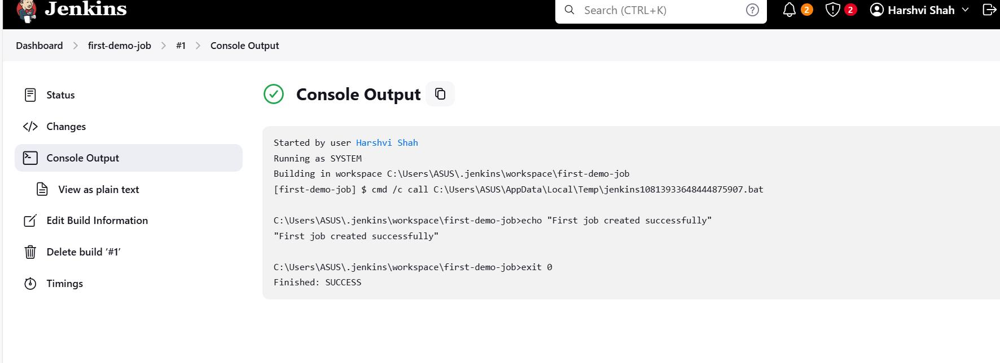 Jenkins
Search (CTRL+K)
2
2
Harshvi Shah
Dashboard
first-demo-job
#1
Console Output
Status
Changes
Console Output
View as plain text
Edit Build Information
Delete build ‘#1’
Timings
Console Output
Started by user Harshvi Shah
Running as SYSTEM
Building in workspace C:\Users\ASUS\.jenkins\workspace\first-demo-job
[first-demo-job] $ cmd /c call C:\Users\ASUS\AppData\Local\Temp\jenkins10813933648444875907.bat
C:\Users\ASUS\.jenkins\workspace\first-demo-job>echo "First job created successfully"
"First job created successfully"
C:\Users\ASUS\.jenkins\workspace\first-demo-job>exit 0
Finished: SUCCESS